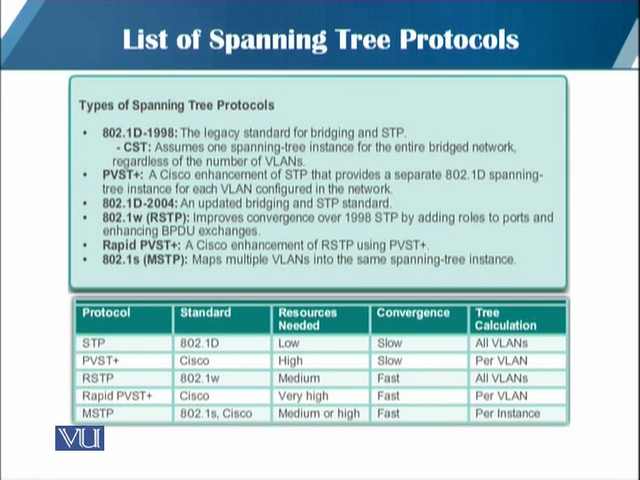 List of Spanning Tree Protocols
Types of Spanning Tree Protocols
• 802.1D-1998: The legacy standard for bridging and STP.
- CST: Assumes one spanning-tree instance for the entire bridged network,
regardless of the number of VLANs.
• PVST+: A Cisco enhancement of STP that provides a separate 802.1D spanning-
tree instance for each VLAN configured in the network.
• 802.1D-2004: An updated bridging and STP standard.
• 802.1w (RSTP): Improves convergence over 1998 STP by adding roles to ports and
enhancing BPDU exchanges.
• Rapid PVST+: A Cisco enhancement of RSTP using PVST+.
• 802.1s (MSTP): Maps multiple VLANs into the same spanning-tree instance.
Protocol Standard Resources Needed Convergence Tree Calculation
STP 802.1D Low Slow All VLANs
PVST+ Cisco High Slow Per VLAN
RSTP 802.1w Medium Fast All VLANs
Rapid PVST+ Cisco Very high Fast Per VLAN
MSTP 802.1s, Cisco Medium or high Fast Per Instance
VU